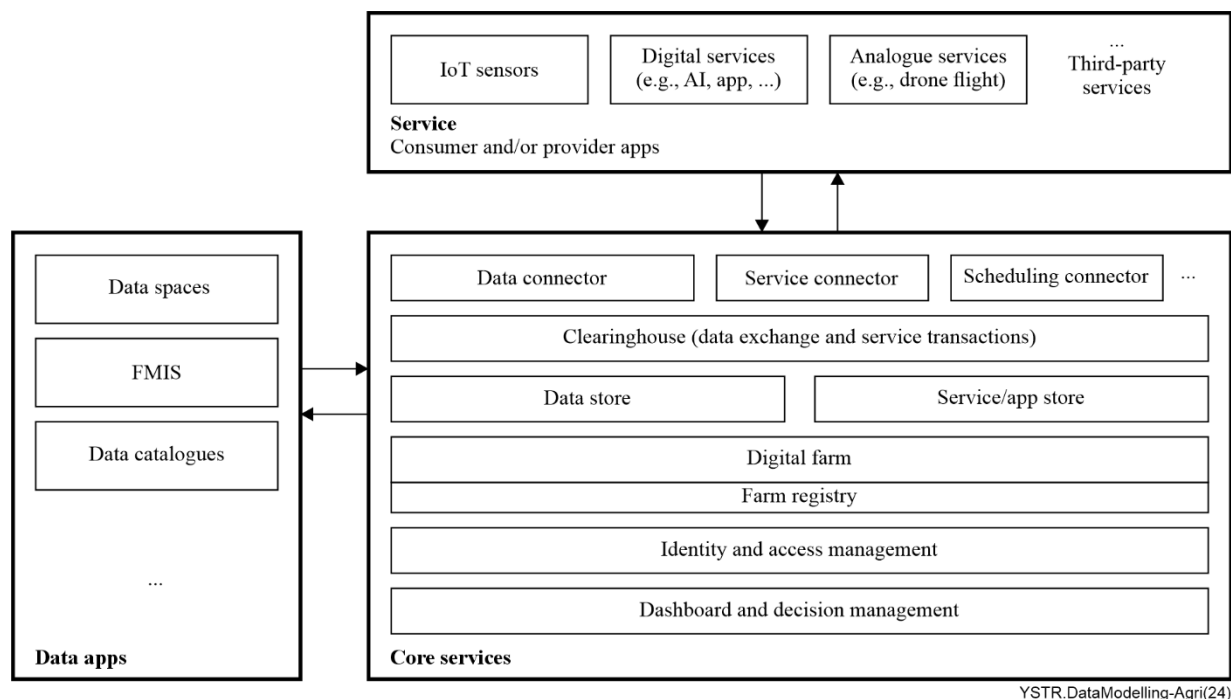 IoT sensors
Digital services
(e.g., AI, app, ...)
Analogue services
(e.g., drone flight)
...
Third-party
services
Service
Consumer and/or provider apps
Data spaces
FMIS
Data catalogues
...
Data apps
Data connector
Service connector
Scheduling connector
...
Clearinghouse (data exchange and service transactions)
Data store
Service/app store
Digital farm
Farm registry
Identity and access management
Dashboard and decision management
Core services
YSTR.DataModelling-Agri(24)